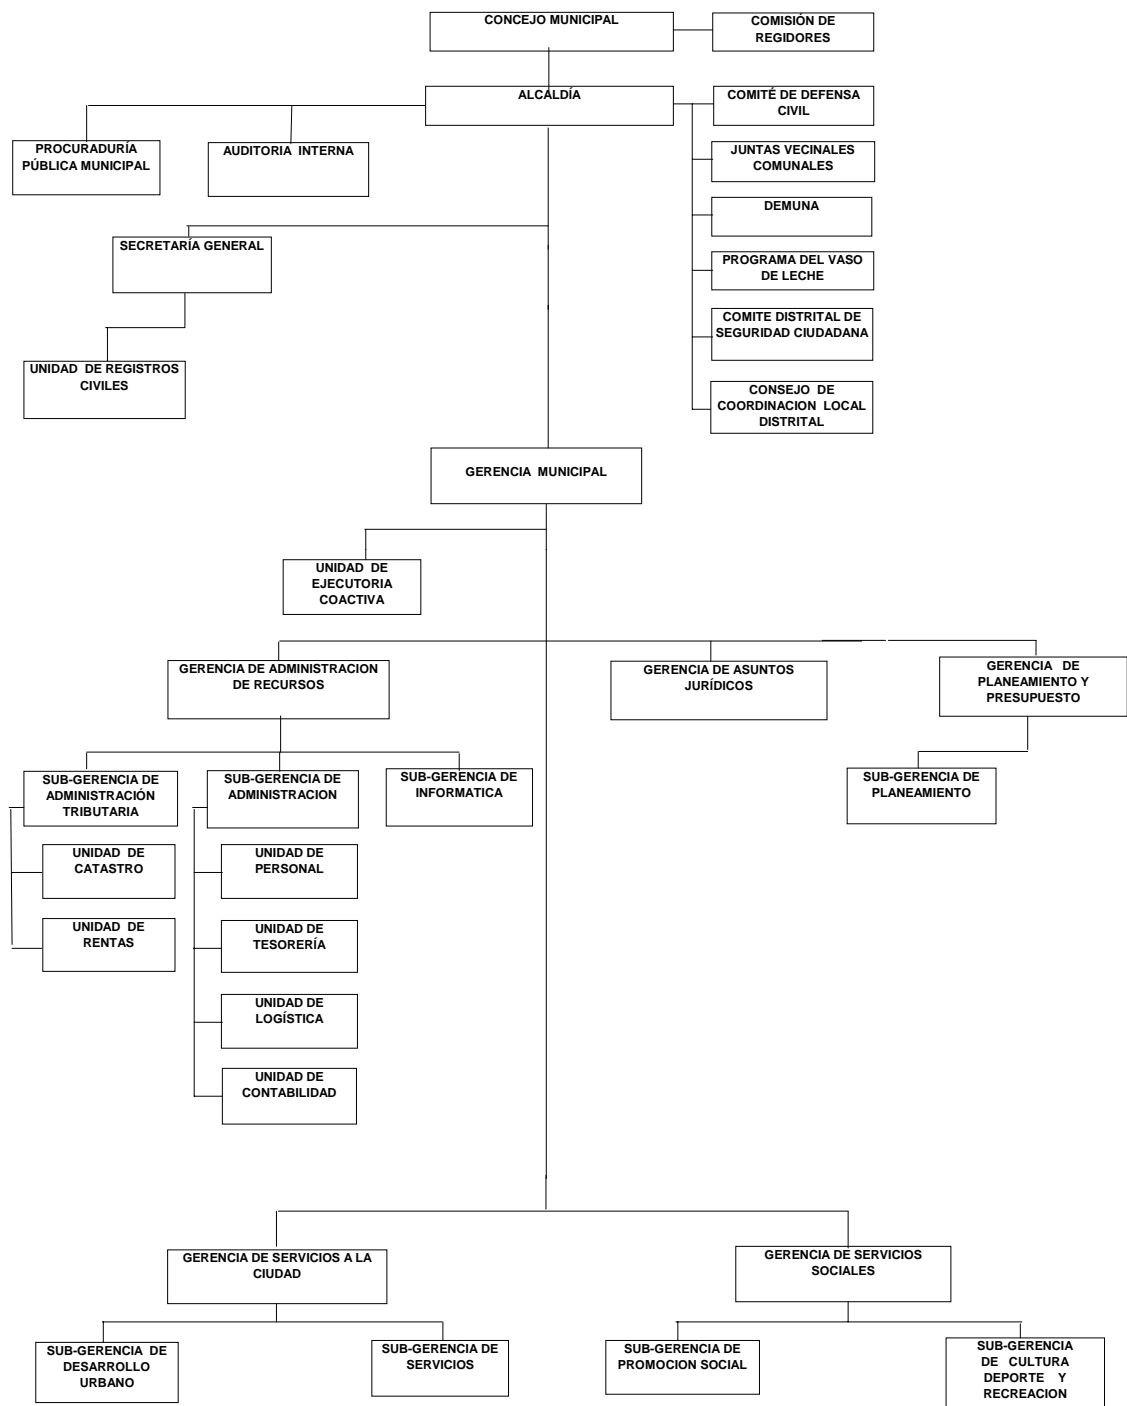 CONCEJO MUNICIPAL
COMISIÓN DE
REGIDORES
ALCALDÍA
COMITÉ DE DEFENSA
CIVIL
PROCURADURÍA
PÚBLICA MUNICIPAL
AUDITORIA INTERNA
JUNTAS VECINALES
COMUNALES
DEMUNA
SECRETARÍA GENERAL
PROGRAMA DEL VASO
DE LECHE
COMITE DISTRITAL DE
SEGURIDAD CIUDADANA
UNIDAD DE REGISTROS
CIVILES
CONSEJO DE
COORDINACION LOCAL
DISTRITAL
GERENCIA MUNICIPAL
UNIDAD DE
EJECUTORIA
COACTIVA
GERENCIA DE ADMINISTRACION
DE RECURSOS
GERENCIA DE ASUNTOS
JURÍDICOS
GERENCIA DE
PLANEAMIENTO Y
PRESUPUESTO
SUB-GERENCIA DE
ADMINISTRACIÓN
TRIBUTARIA
SUB-GERENCIA DE
ADMINISTRACION
SUB-GERENCIA DE
INFORMATICA
SUB-GERENCIA DE
PLANEAMIENTO
UNIDAD DE
CATASTRO
UNIDAD DE
PERSONAL
UNIDAD DE
RENTAS
UNIDAD DE
TESORERÍA
UNIDAD DE
LOGÍSTICA
UNIDAD DE
CONTABILIDAD
GERENCIA DE SERVICIOS A LA
CIUDAD
GERENCIA DE SERVICIOS
SOCIALES
SUB-GERENCIA DE
DESARROLLO
URBANO
SUB-GERENCIA DE
SERVICIOS
SUB-GERENCIA DE
PROMOCION SOCIAL
SUB-GERENCIA
DE CULTURA
DEPORTE Y
RECREACION